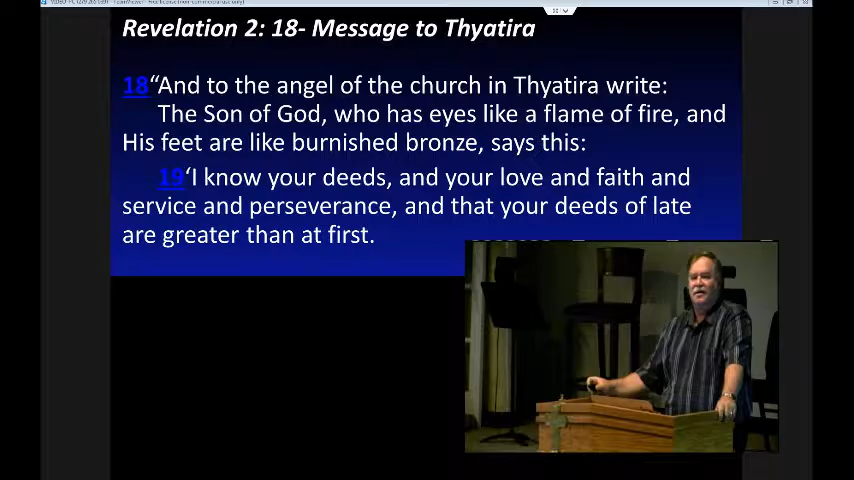 Revelation 2: 18- Message to Thyatira
18“And to the angel of the church in Thyatira write:
The Son of God, who has eyes like a flame of fire, and
His feet are like burnished bronze, says this:
19‘I know your deeds, and your love and faith and
service and perseverance, and that your deeds of late
are greater than at first.